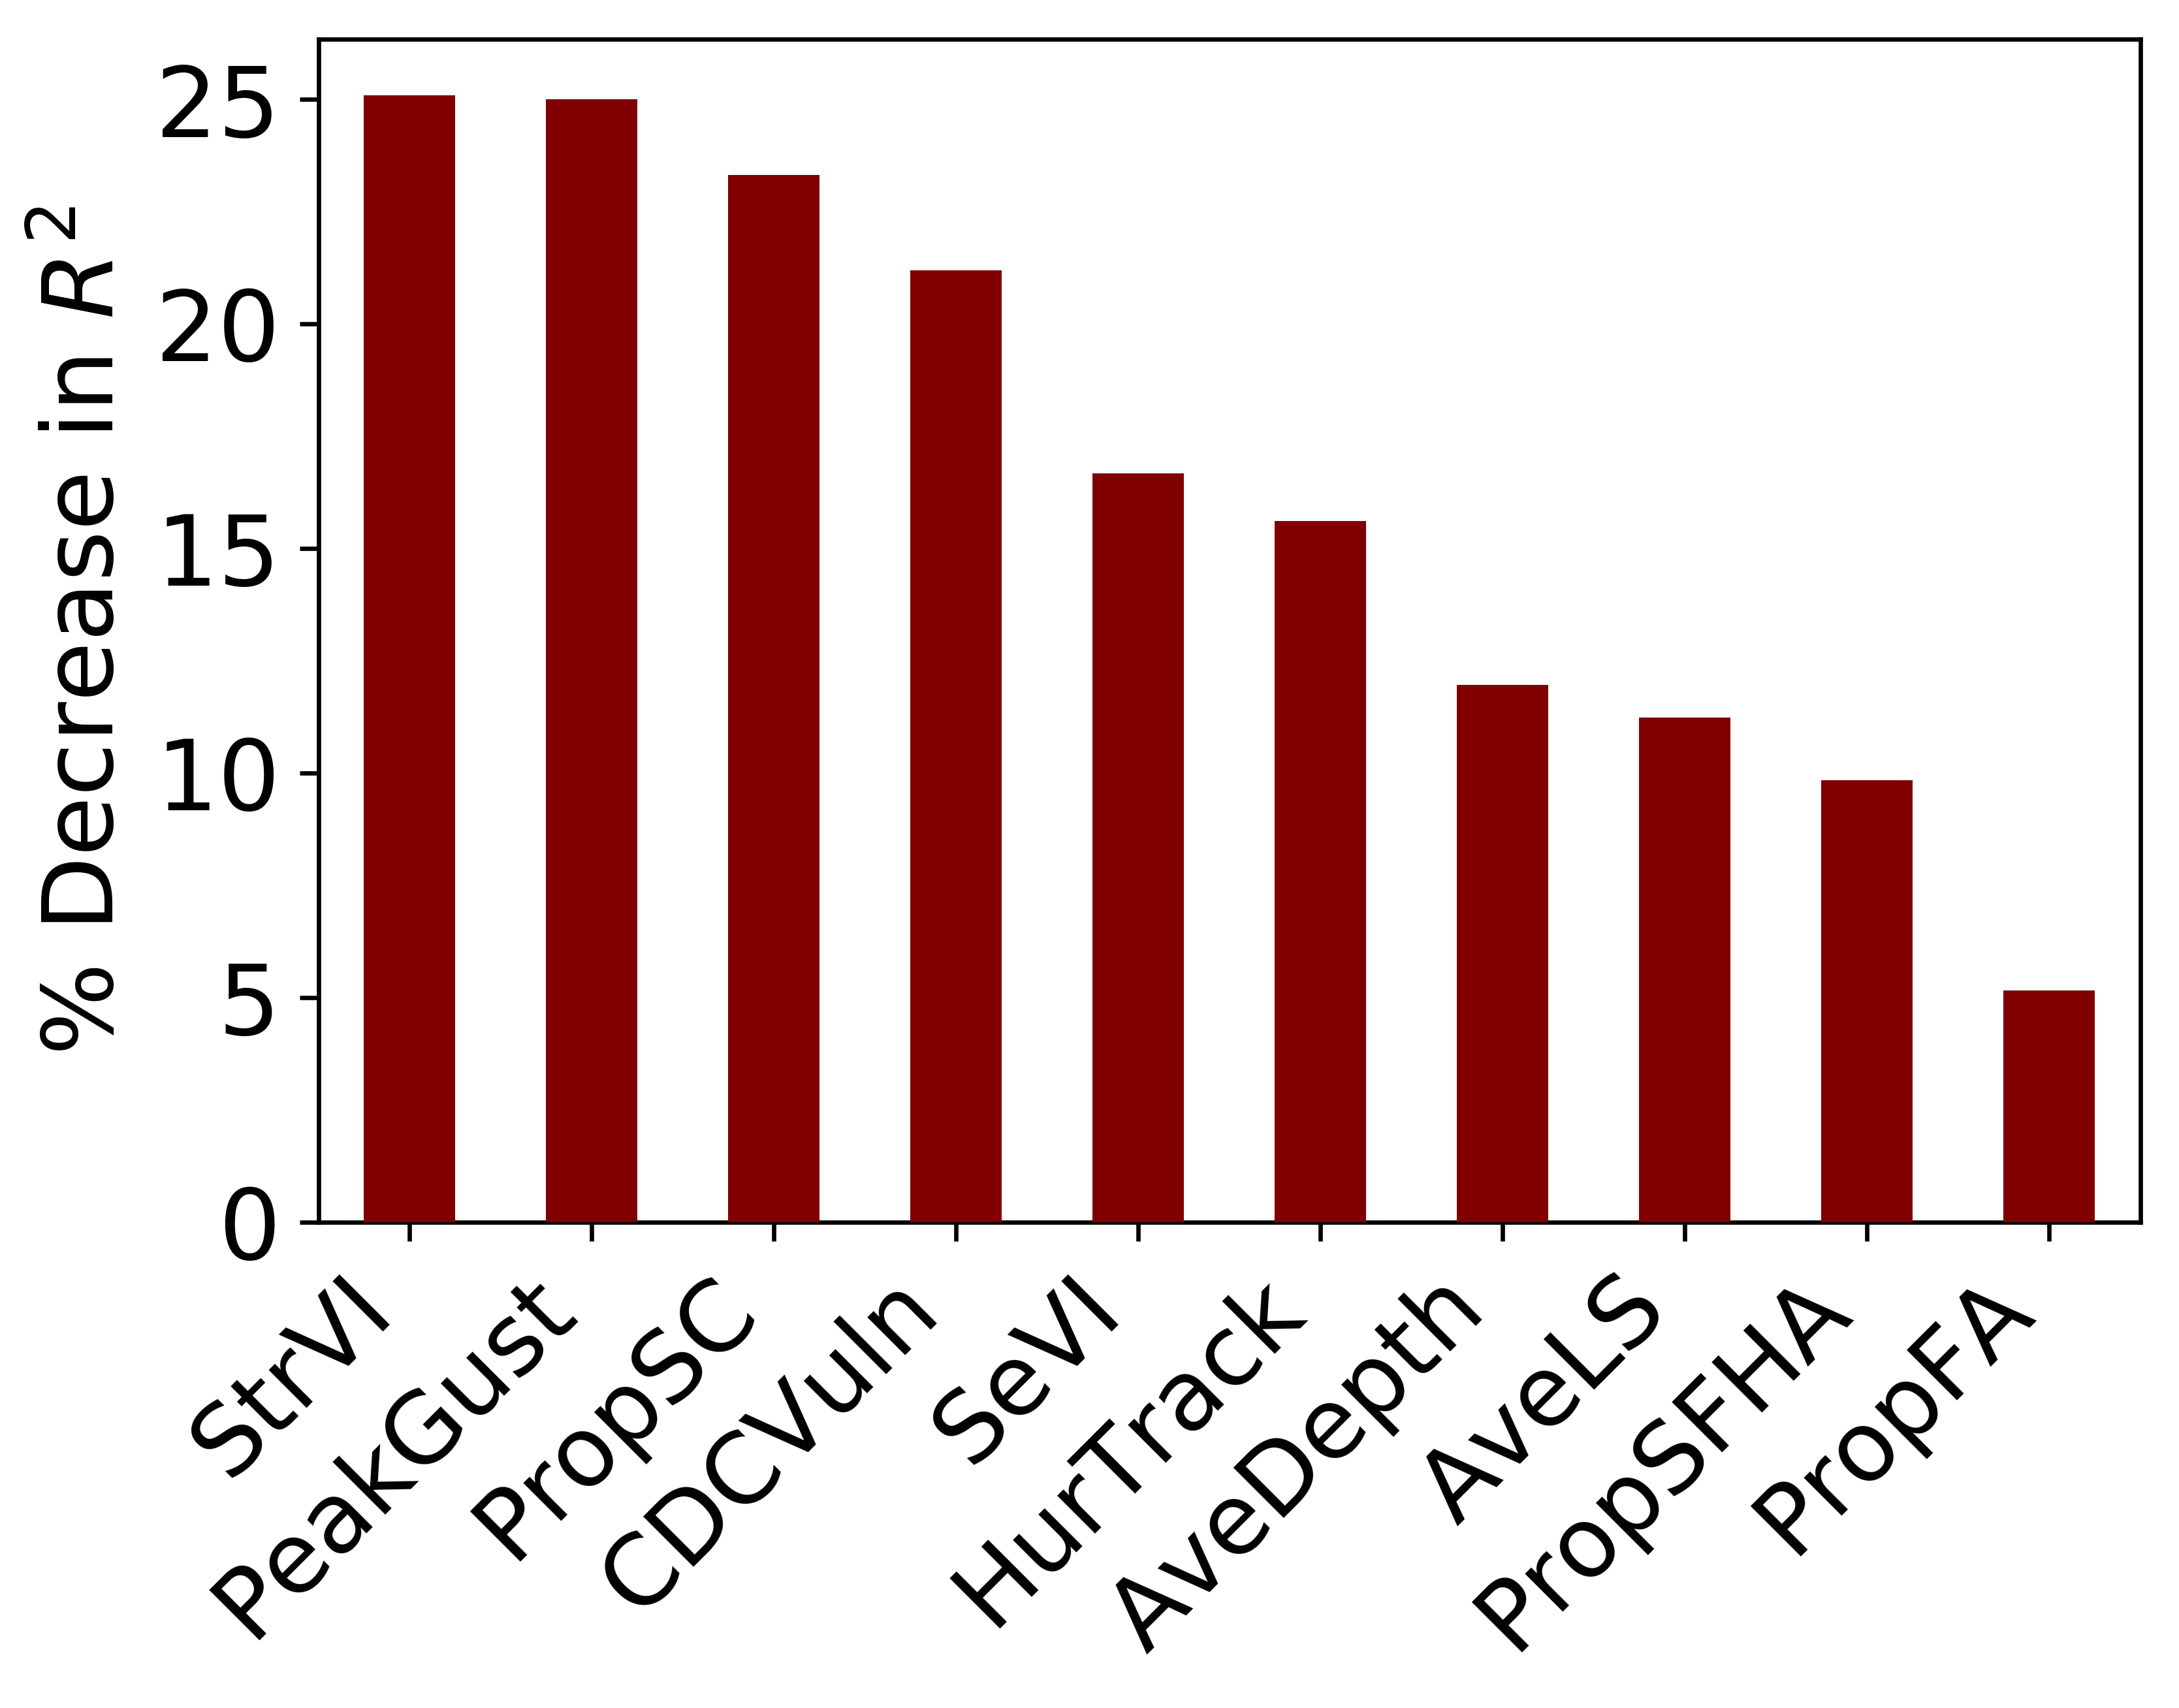 % Decrease in R²
25
20
15
10
5
0
StrVI
PeakGust
PropSC
CDCVuln
SeVI
HurTrack
AveDepth
AveLS
PropSFHA
PropFA